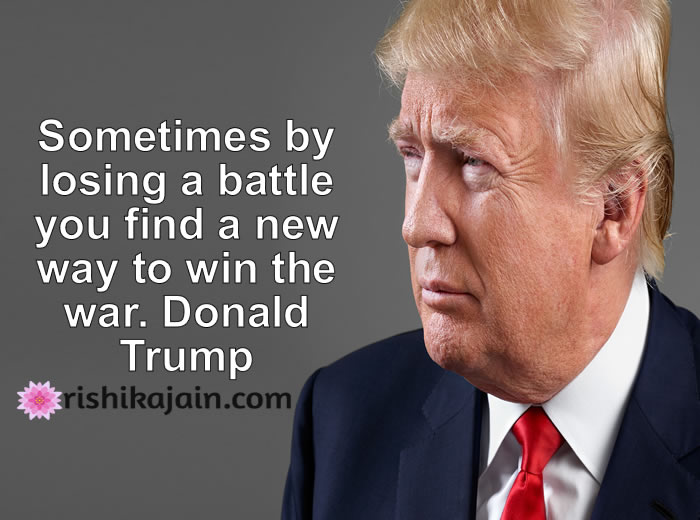 Sometimes by
losing a battle
you find a new
way to win the
war. Donald
Trump
rishikajain.com